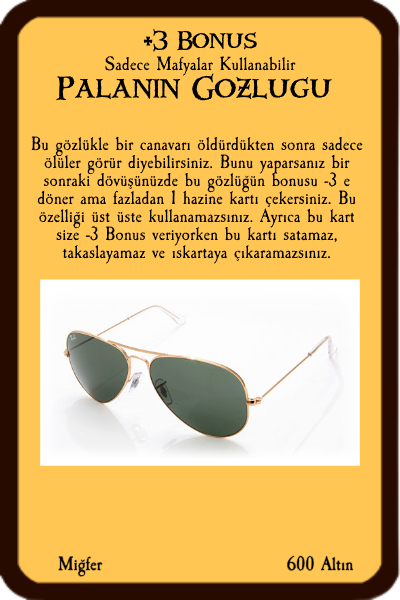 +3 Bonus
Sadece Mafyalar Kullanabilir
Palanın Gozlugu
Bu gözlükle bir canavarı öldürdükten sonra sadece
ölüler görür diyebilirsiniz. Bunu yaparsanız bir
sonraki dövüşünüzde bu gözlüğün bonusu -3 e
döner ama fazladan 1 hazine kartı çekersiniz. Bu
özelliği üst üste kullanamazsınız. Ayrıca bu kart
size -3 Bonus veriyorken bu kartı satamaz,
takaslayamaz ve ıskartaya çıkaramazsınız.
Miğfer
600 Altın